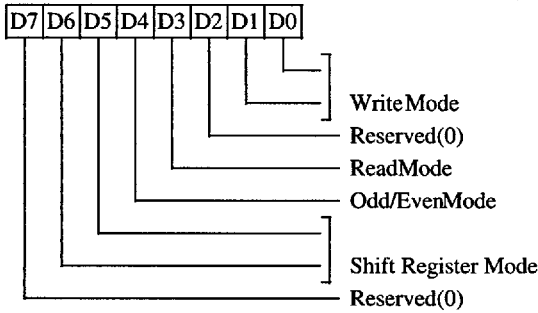 D7 D6 D5 D4 D3 D2 D1 D0
WriteMode
Reserved(0)
ReadMode
Odd/EvenMode
Shift Register Mode
Reserved(0)